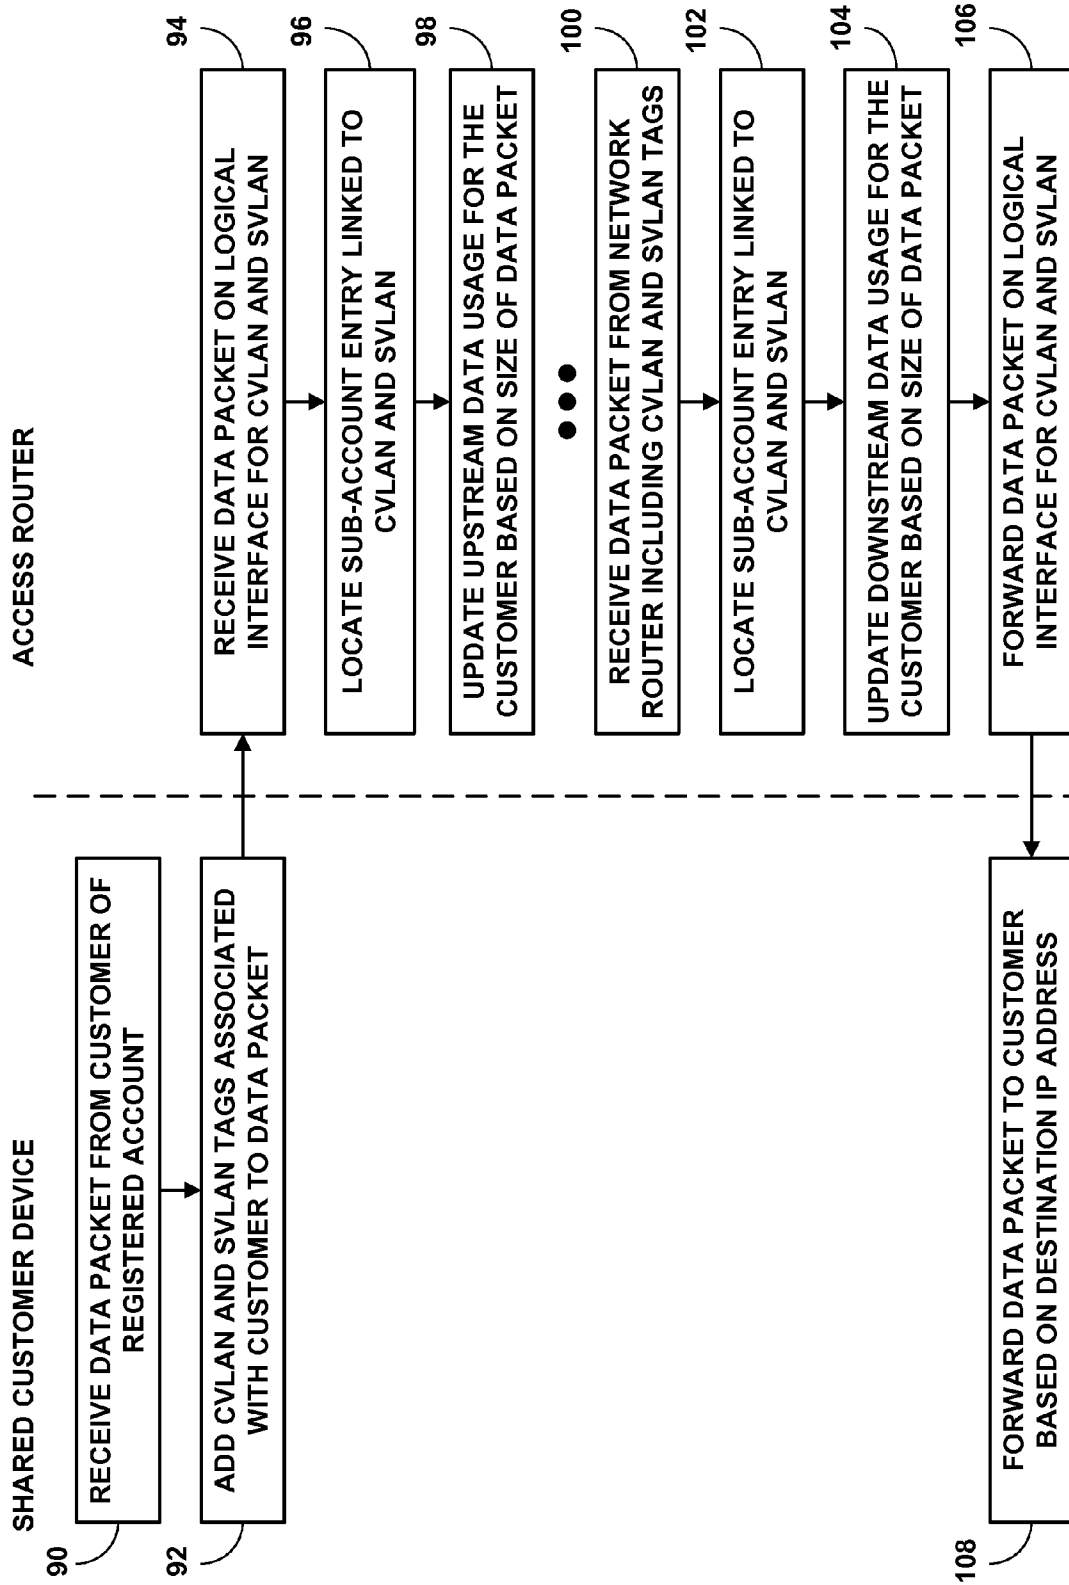 SHARED CUSTOMER DEVICE
ACCESS ROUTER
90
RECEIVE DATA PACKET FROM CUSTOMER OF
REGISTERED ACCOUNT
92
ADD CVLAN AND SVLAN TAGS ASSOCIATED
WITH CUSTOMER TO DATA PACKET
94
RECEIVE DATA PACKET ON LOGICAL
INTERFACE FOR CVLAN AND SVLAN
96
LOCATE SUB-ACCOUNT ENTRY LINKED TO
CVLAN AND SVLAN
98
UPDATE UPSTREAM DATA USAGE FOR THE
CUSTOMER BASED ON SIZE OF DATA PACKET
100
RECEIVE DATA PACKET FROM NETWORK
ROUTER INCLUDING CVLAN AND SVLAN TAGS
102
LOCATE SUB-ACCOUNT ENTRY LINKED TO
CVLAN AND SVLAN
104
UPDATE DOWNSTREAM DATA USAGE FOR THE
CUSTOMER BASED ON SIZE OF DATA PACKET
106
FORWARD DATA PACKET ON LOGICAL
INTERFACE FOR CVLAN AND SVLAN
108
FORWARD DATA PACKET TO CUSTOMER
BASED ON DESTINATION IP ADDRESS